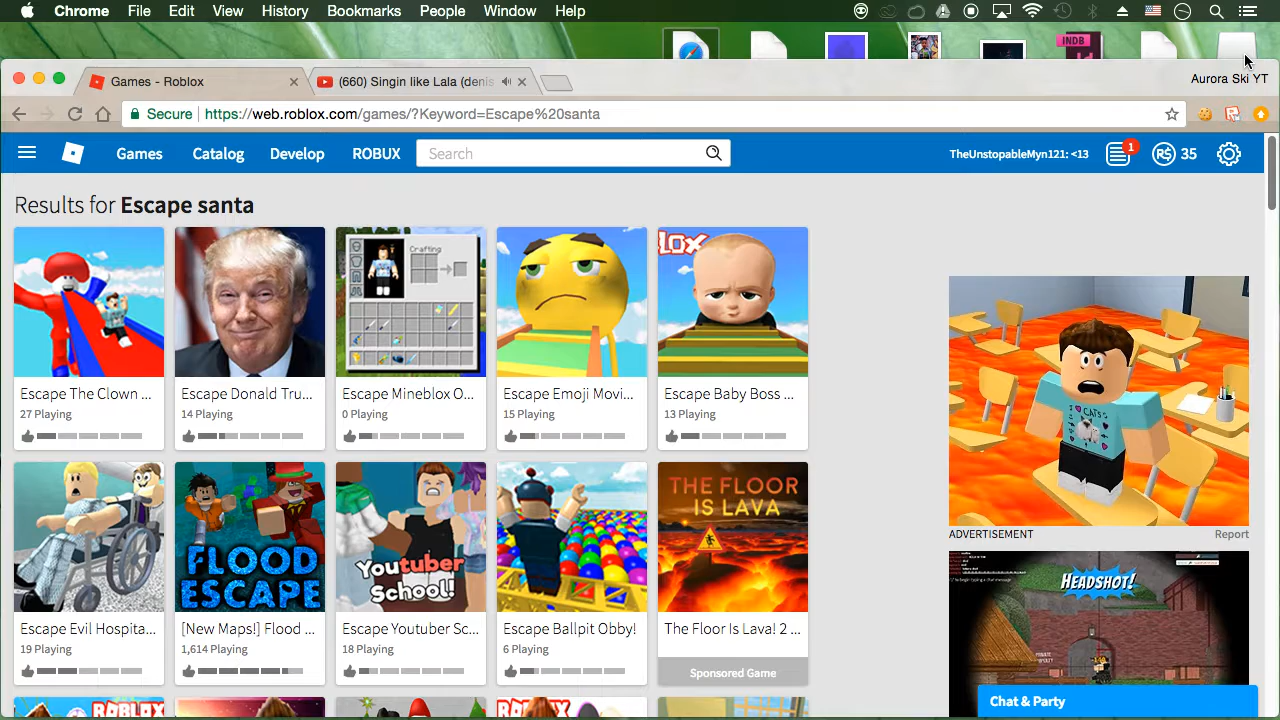 Chrome File Edit View History Bookmarks People Window Help
INDB
Games - Roblox
(660) Singin like Lala (denis
Aurora Ski YT
Secure https://web.roblox.com/games/?Keyword=Escape%20santa
Games Catalog Develop ROBUX Search TheUnstopableMyn121: <13 1 R$ 35
Results for Escape santa
Crafting
Escape The Clown ...
27 Playing
Escape Donald Tru...
14 Playing
Escape Mineblox O...
0 Playing
Escape Emoji Movi...
15 Playing
Escape Baby Boss ...
13 Playing
I ♥ CATS
ADVERTISEMENT Report
FLOOD
ESCAPE
Youtuber
School!
THE FLOOR
IS LAVA
Escape Evil Hospita...
19 Playing
[New Maps!] Flood ...
1,614 Playing
Escape Youtuber Sc...
18 Playing
Escape Ballpit Obby!
6 Playing
The Floor Is Lava! 2 ...
Sponsored Game
HEADSHOT!
Chat & Party